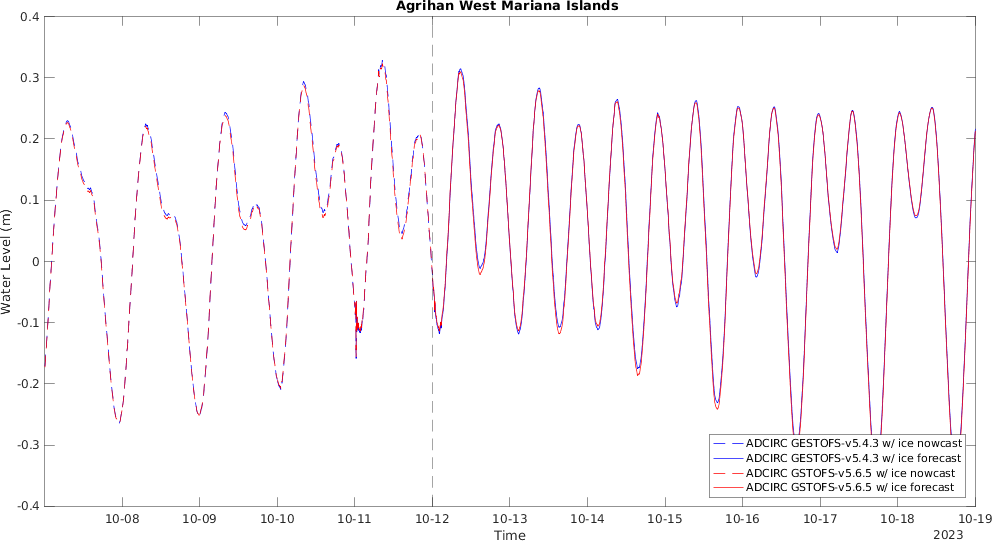 Agrihan West Mariana Islands
0.4
0.3
0.2
0.1
0
-0.1
-0.2
-0.3
-0.4
Water Level (m)
ADCIRC GESTOFS-v5.4.3 w/ ice nowcast
ADCIRC GESTOFS-v5.4.3 w/ ice forecast
ADCIRC GSTOFS-v5.6.5 w/ ice nowcast
ADCIRC GSTOFS-v5.6.5 w/ ice forecast
10-08 10-09 10-10 10-11 10-12 10-13 10-14 10-15 10-16 10-17 10-18 10-19
Time
2023